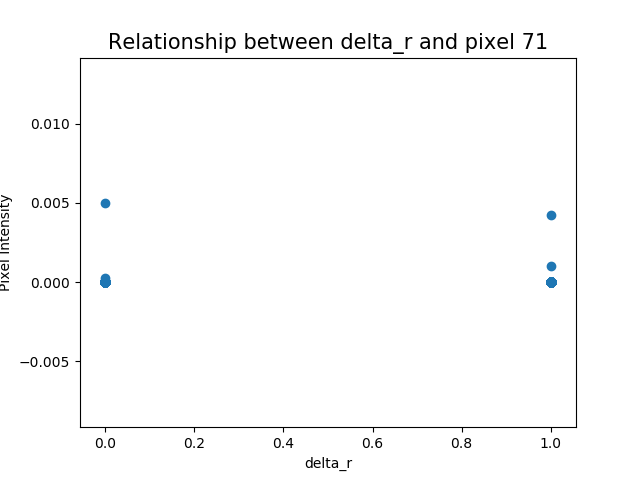 Relationship between delta_r and pixel 71
Pixel Intensity
0.010
0.005
0.000
−0.005
0.0 0.2 0.4 0.6 0.8 1.0
delta_r